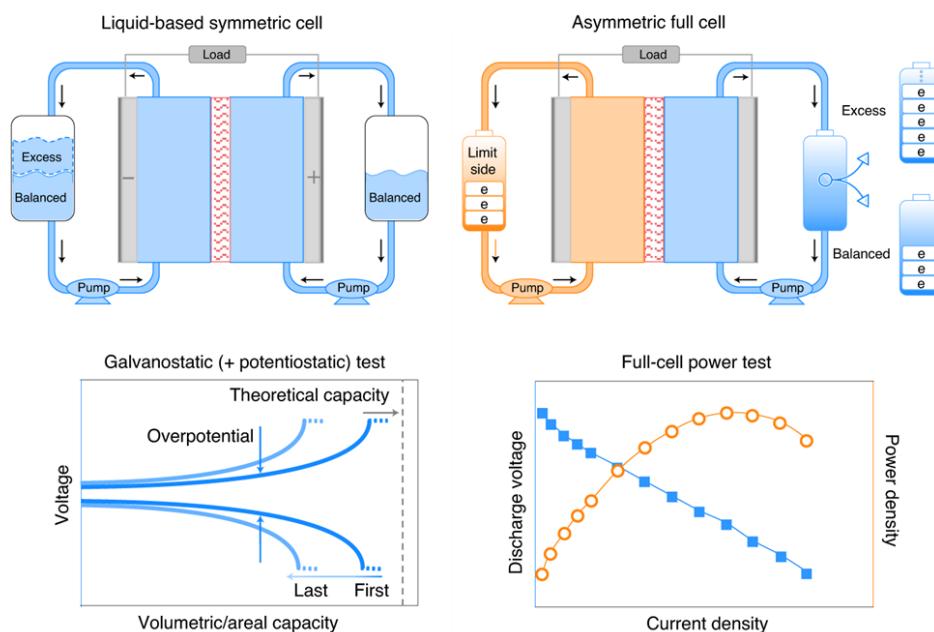 Liquid-based symmetric cell
Load
Excess
Balanced
−
+
Balanced
Pump
Pump
Asymmetric full cell
Load
Limit
side
e
e
e
Excess
e
e
e
e
e
Balanced
e
e
e
Pump
Pump
Galvanostatic (+ potentiostatic) test
Voltage
Theoretical capacity
Overpotential
Last
First
Volumetric/areal capacity
Full-cell power test
Discharge voltage
Power density
Current density